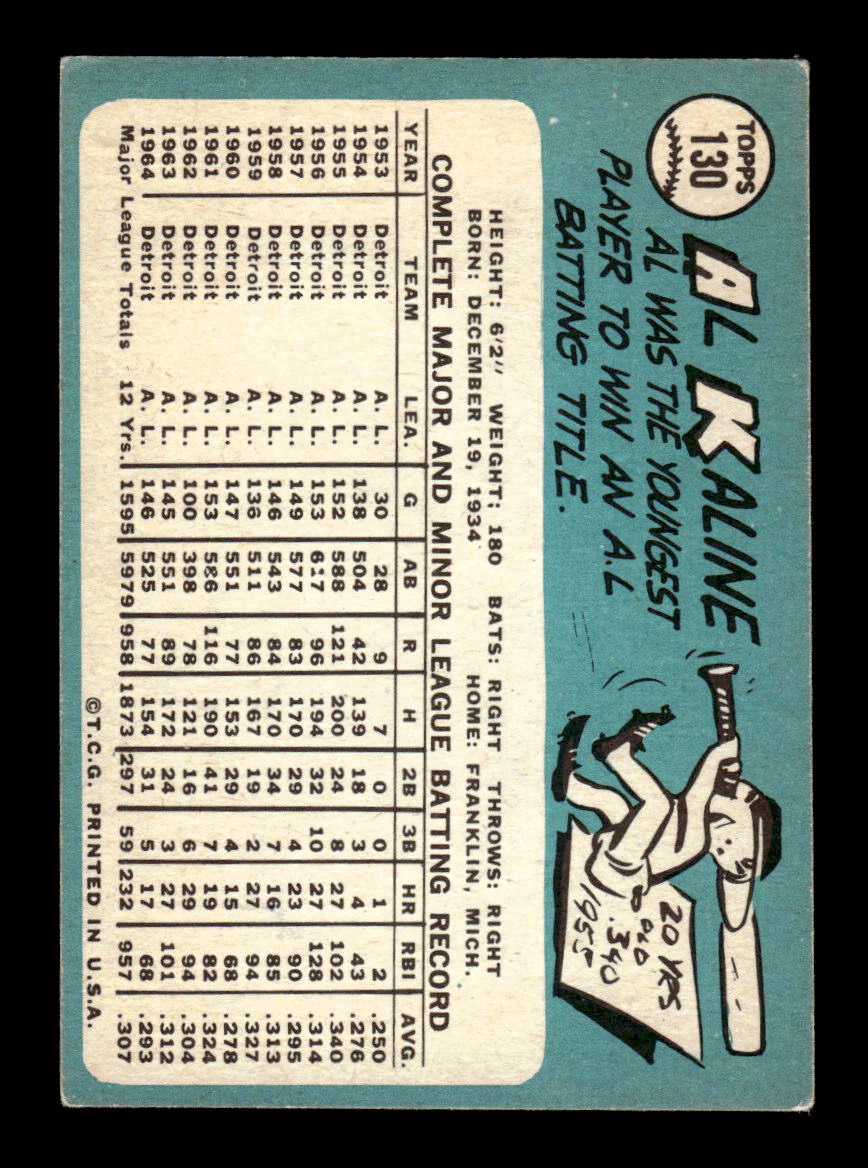 TOPPS
130
AL KALINE
AL WAS THE YOUNGEST
PLAYER TO WIN AN A.L
BATTING TITLE.
20 YRS
OLD
.340
1955
HEIGHT: 6'2" WEIGHT: 180 BATS: RIGHT THROWS: RIGHT
BORN: DECEMBER 19, 1934 HOME: FRANKLIN, MICH.
COMPLETE MAJOR AND MINOR LEAGUE BATTING RECORD
YEAR TEAM LEA. G AB R H 2B 3B HR RBI AVG.
1953 Detroit A. L. 30 28 9 7 0 0 1 2 .250
1954 Detroit A. L. 138 504 42 139 18 3 4 43 .276
1955 Detroit A. L. 152 588 121 200 24 8 27 102 .340
1956 Detroit A. L. 153 617 96 194 32 10 27 128 .314
1957 Detroit A. L. 149 577 83 170 29 4 23 90 .295
1958 Detroit A. L. 146 543 84 170 34 7 16 85 .313
1959 Detroit A. L. 136 511 86 167 19 2 27 94 .327
1960 Detroit A. L. 147 551 77 153 29 4 15 68 .278
1961 Detroit A. L. 153 586 116 190 41 7 19 82 .324
1962 Detroit A. L. 100 398 78 121 16 6 29 94 .304
1963 Detroit A. L. 145 551 89 172 24 3 27 101 .312
1964 Detroit A. L. 146 525 77 154 31 5 17 68 .293
Major League Totals 12 Yrs. 1595 5979 958 1873 297 59 232 957 .307
©T.C.G. PRINTED IN U.S.A.